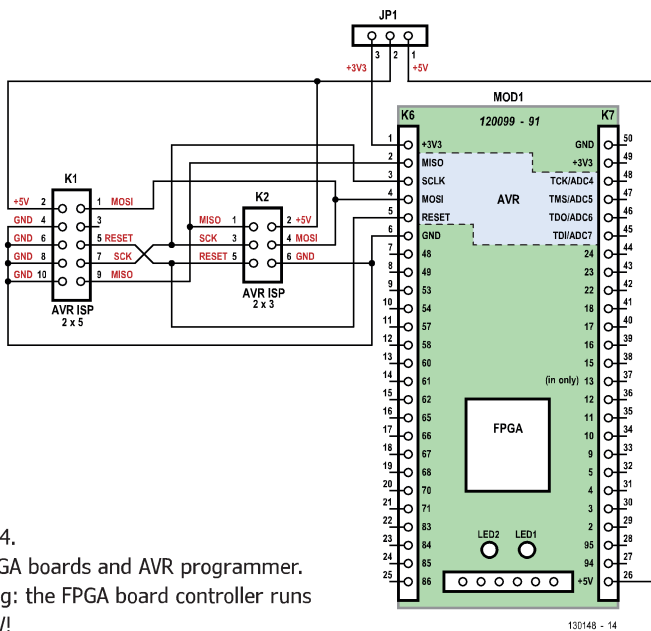 JP1
3 2 1
+3V3 +5V
MOD1
K6 120099 - 91 K7
1 +3V3 GND 50
2 MISO +3V3 49
3 SCLK AVR TCK/ADC4 48
4 MOSI TMS/ADC5 47
5 RESET TDO/ADC6 46
6 GND TDI/ADC7 45
7 48 24 44
8 49 23 43
9 53 22 42
10 54 18 41
11 57 17 40
12 58 16 39
13 60 15 38
14 61 (in only) 13 37
15 62 12 36
16 65 11 35
17 66 10 34
18 67 9 33
19 68 5 32
20 70 4 31
21 71 3 30
22 83 2 29
23 84 95 28
24 85 94 27
25 86 +5V 26
FPGA
LED2 LED1
K1
+5V 2 1 MOSI
GND 4 3
GND 6 5 RESET
GND 8 7 SCK
GND 10 9 MISO
AVR ISP
2 x 5
K2
MISO 1 2 +5V
SCK 3 4 MOSI
RESET 5 6 GND
AVR ISP
2 x 3
4.
GA boards and AVR programmer.
g: the FPGA board controller runs
130148 - 14